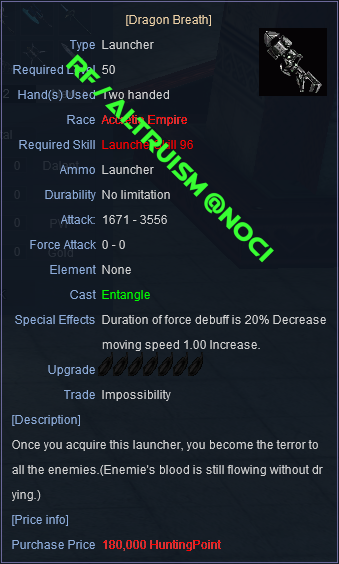 [Dragon Breath]
Type Launcher
Required Level 50
Hand(s) Used Two handed
Race Accretia Empire
Required Skill Launcher Skill 96
Ammo Launcher
Durability No limitation
Attack: 1671 - 3556
Force Attack 0 - 0
Element None
Cast Entangle
Special Effects Duration of force debuff is 20% Decrease
moving speed 1.00 Increase.
Upgrade
Trade Impossibility
[Description]
Once you acquire this launcher, you become the terror to
all the enemies.(Enemie's blood is still flowing without dr
ying.)
[Price info]
Purchase Price 180,000 HuntingPoint
RF / ALTRUISM @NOCI